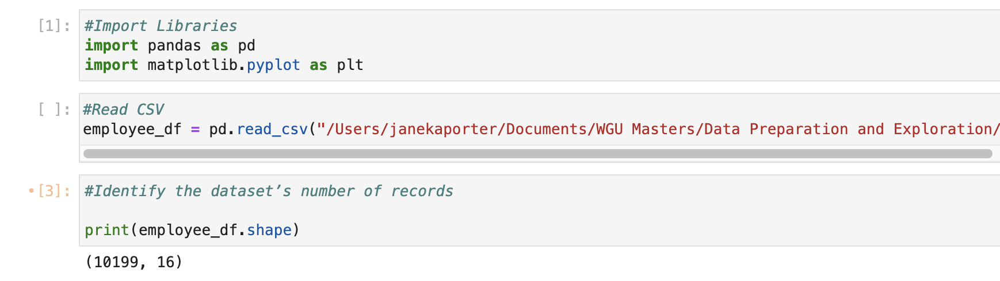 [1]: #Import Libraries
import pandas as pd
import matplotlib.pyplot as plt
[ ]: #Read CSV
employee_df = pd.read_csv("/Users/janekaporter/Documents/WGU Masters/Data Preparation and Exploration/
•[3]: #Identify the dataset’s number of records
print(employee_df.shape)
(10199, 16)